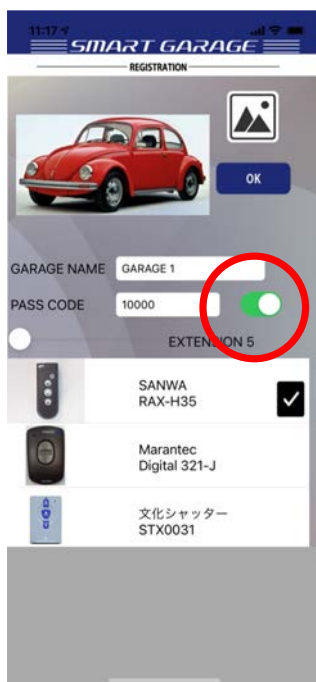 11:17
SMART GARAGE
REGISTRATION
OK
GARAGE NAME GARAGE 1
PASS CODE 10000
EXTENSION 5
SANWA
RAX-H35
Marantec
Digital 321-J
文化シャッター
STX0031